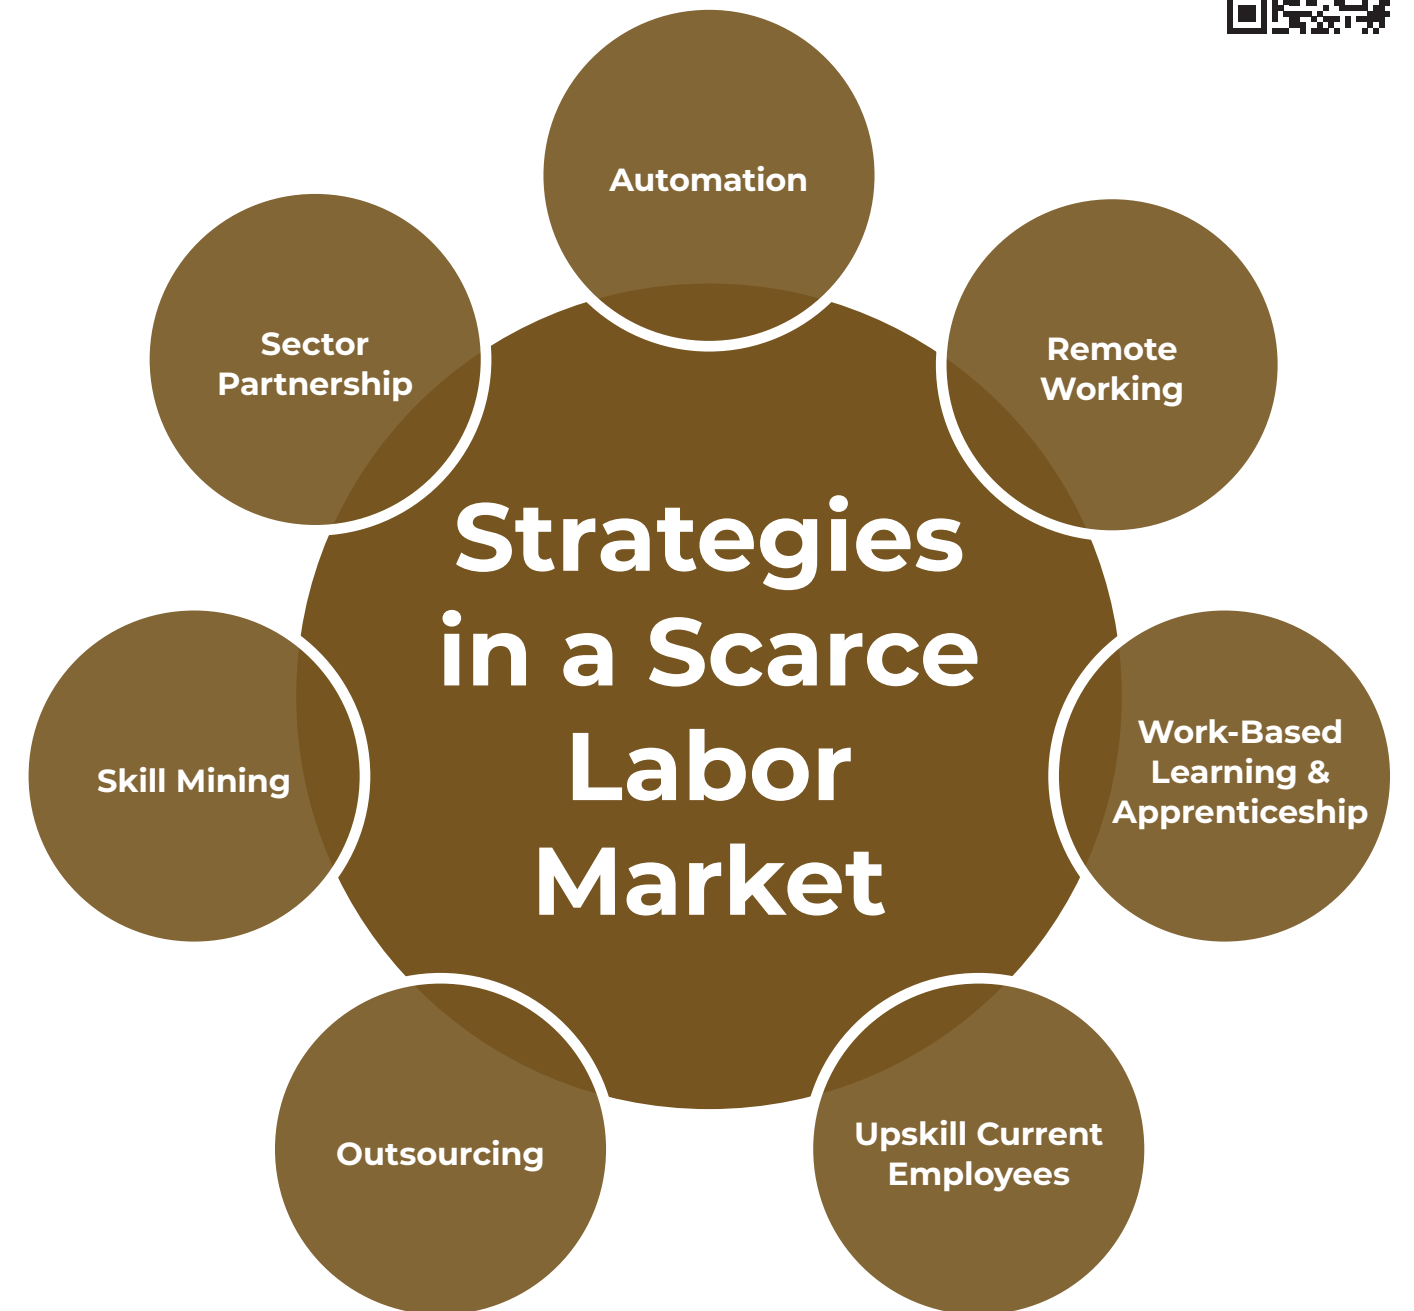 Automation
Sector
Partnership
Remote
Working
Strategies
in a Scarce
Labor
Market
Skill Mining
Work-Based
Learning &
Apprenticeship
Outsourcing
Upskill Current
Employees